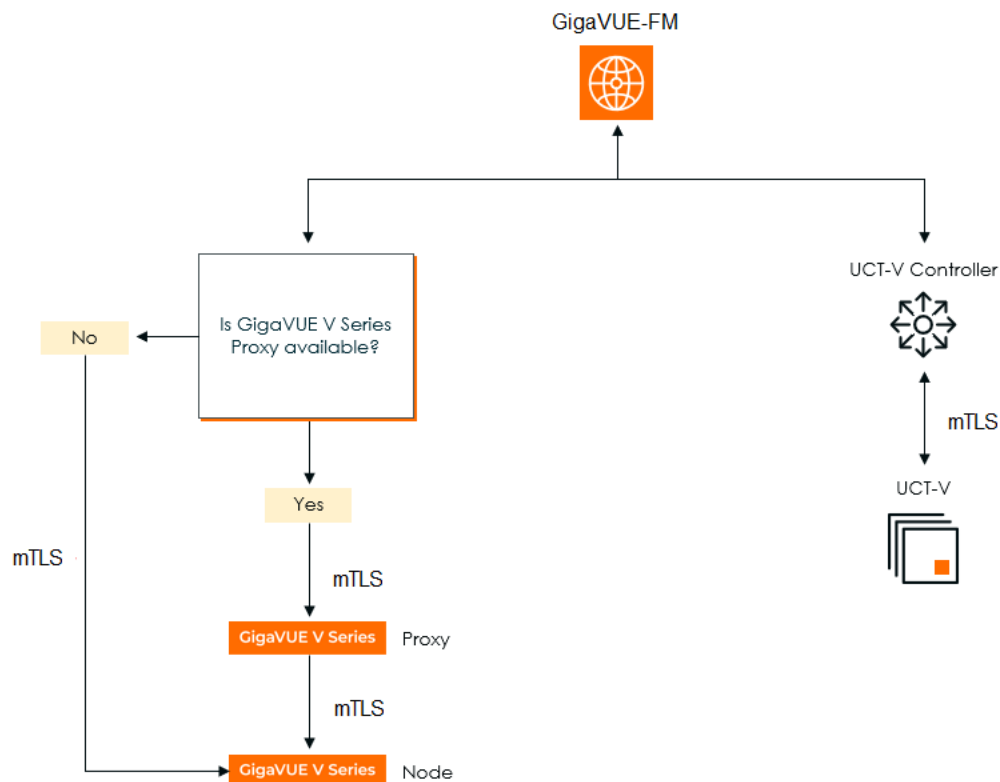 GigaVUE-FM
UCT-V Controller
Is GigaVUE V Series
Proxy available?
No
mTLS
UCT-V
Yes
mTLS
mTLS
GigaVUE V Series Proxy
mTLS
GigaVUE V Series Node